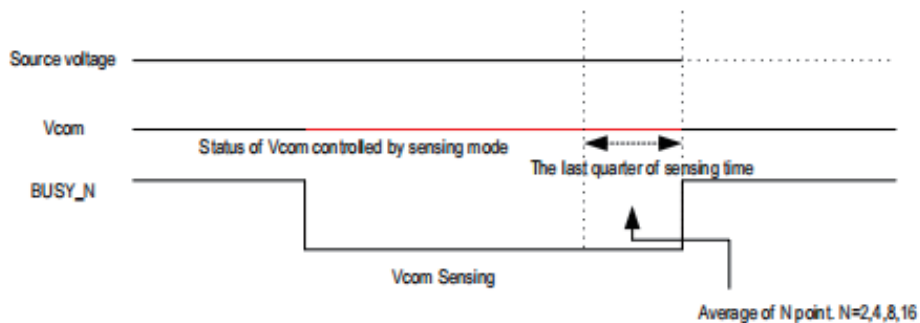 Source voltage
Vcom
Status of Vcom controlled by sensing mode
The last quarter of sensing time
BUSY_N
Vcom Sensing
Average of N point. N=2,4,8,16